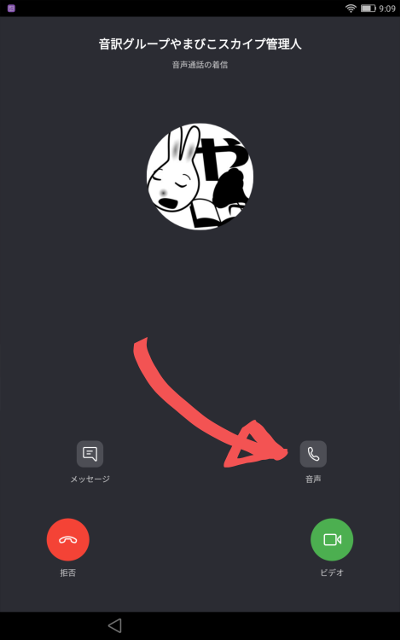 9:09
音訳グループやまびこスカイプ管理人
音声通話の着信
や
メッセージ
音声
拒否
ビデオ